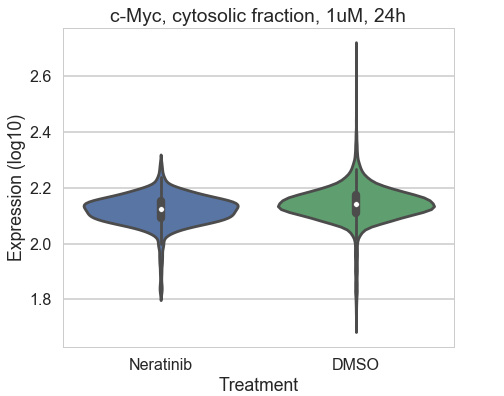 c-Myc, cytosolic fraction, 1uM, 24h
Expression (log10)
2.6
2.4
2.2
2.0
1.8
Neratinib DMSO
Treatment